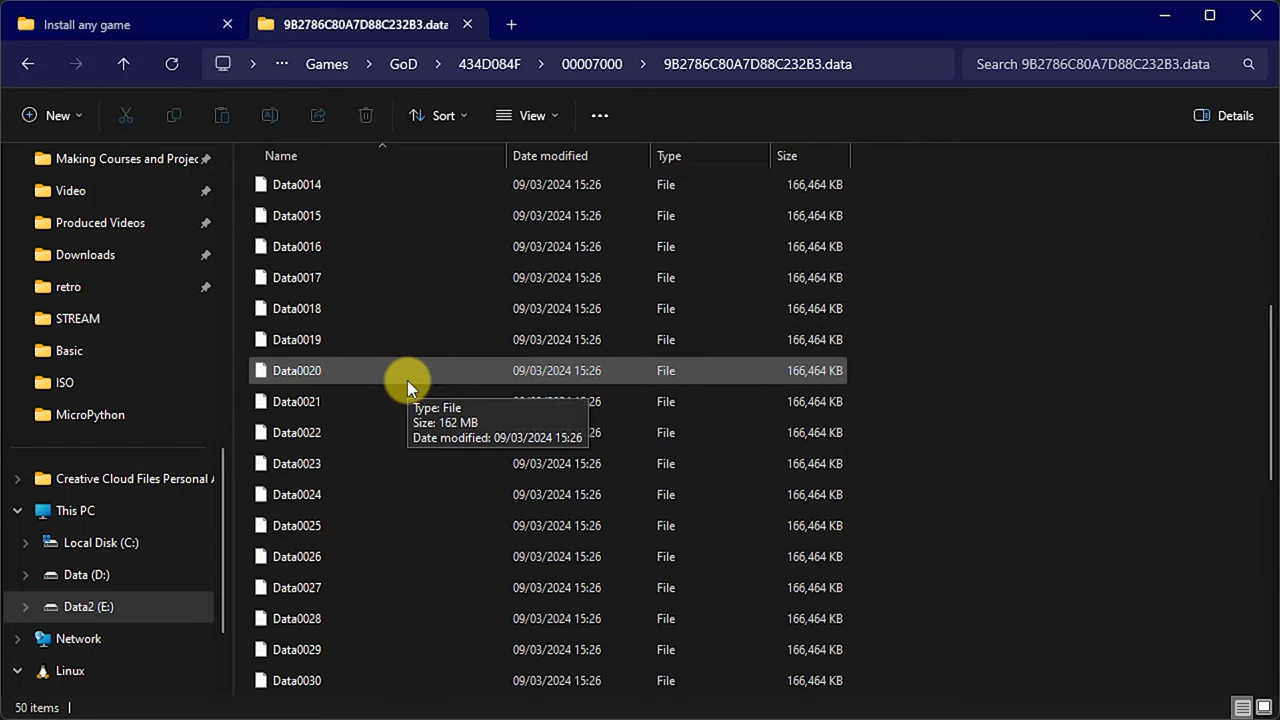 Install any game
9B2786C80A7D88C232B3.data
... > Games > GoD > 434D084F > 00007000 > 9B2786C80A7D88C232B3.data
Search 9B2786C80A7D88C232B3.data
New
Sort
View
Details
Making Courses and Projec
Video
Produced Videos
Downloads
retro
STREAM
Basic
ISO
MicroPython
Creative Cloud Files Personal
This PC
Local Disk (C:)
Data (D:)
Data2 (E:)
Network
Linux
Name Date modified Type Size
Data0014 09/03/2024 15:26 File 166,464 KB
Data0015 09/03/2024 15:26 File 166,464 KB
Data0016 09/03/2024 15:26 File 166,464 KB
Data0017 09/03/2024 15:26 File 166,464 KB
Data0018 09/03/2024 15:26 File 166,464 KB
Data0019 09/03/2024 15:26 File 166,464 KB
Data0020 09/03/2024 15:26 File 166,464 KB
Data0021 26 File 166,464 KB
Data0022 26 File 166,464 KB
Data0023 09/03/2024 15:26 File 166,464 KB
Data0024 09/03/2024 15:26 File 166,464 KB
Data0025 09/03/2024 15:26 File 166,464 KB
Data0026 09/03/2024 15:26 File 166,464 KB
Data0027 09/03/2024 15:26 File 166,464 KB
Data0028 09/03/2024 15:26 File 166,464 KB
Data0029 09/03/2024 15:26 File 166,464 KB
Data0030 09/03/2024 15:26 File 166,464 KB
Type: File
Size: 162 MB
Date modified: 09/03/2024 15:26
50 items